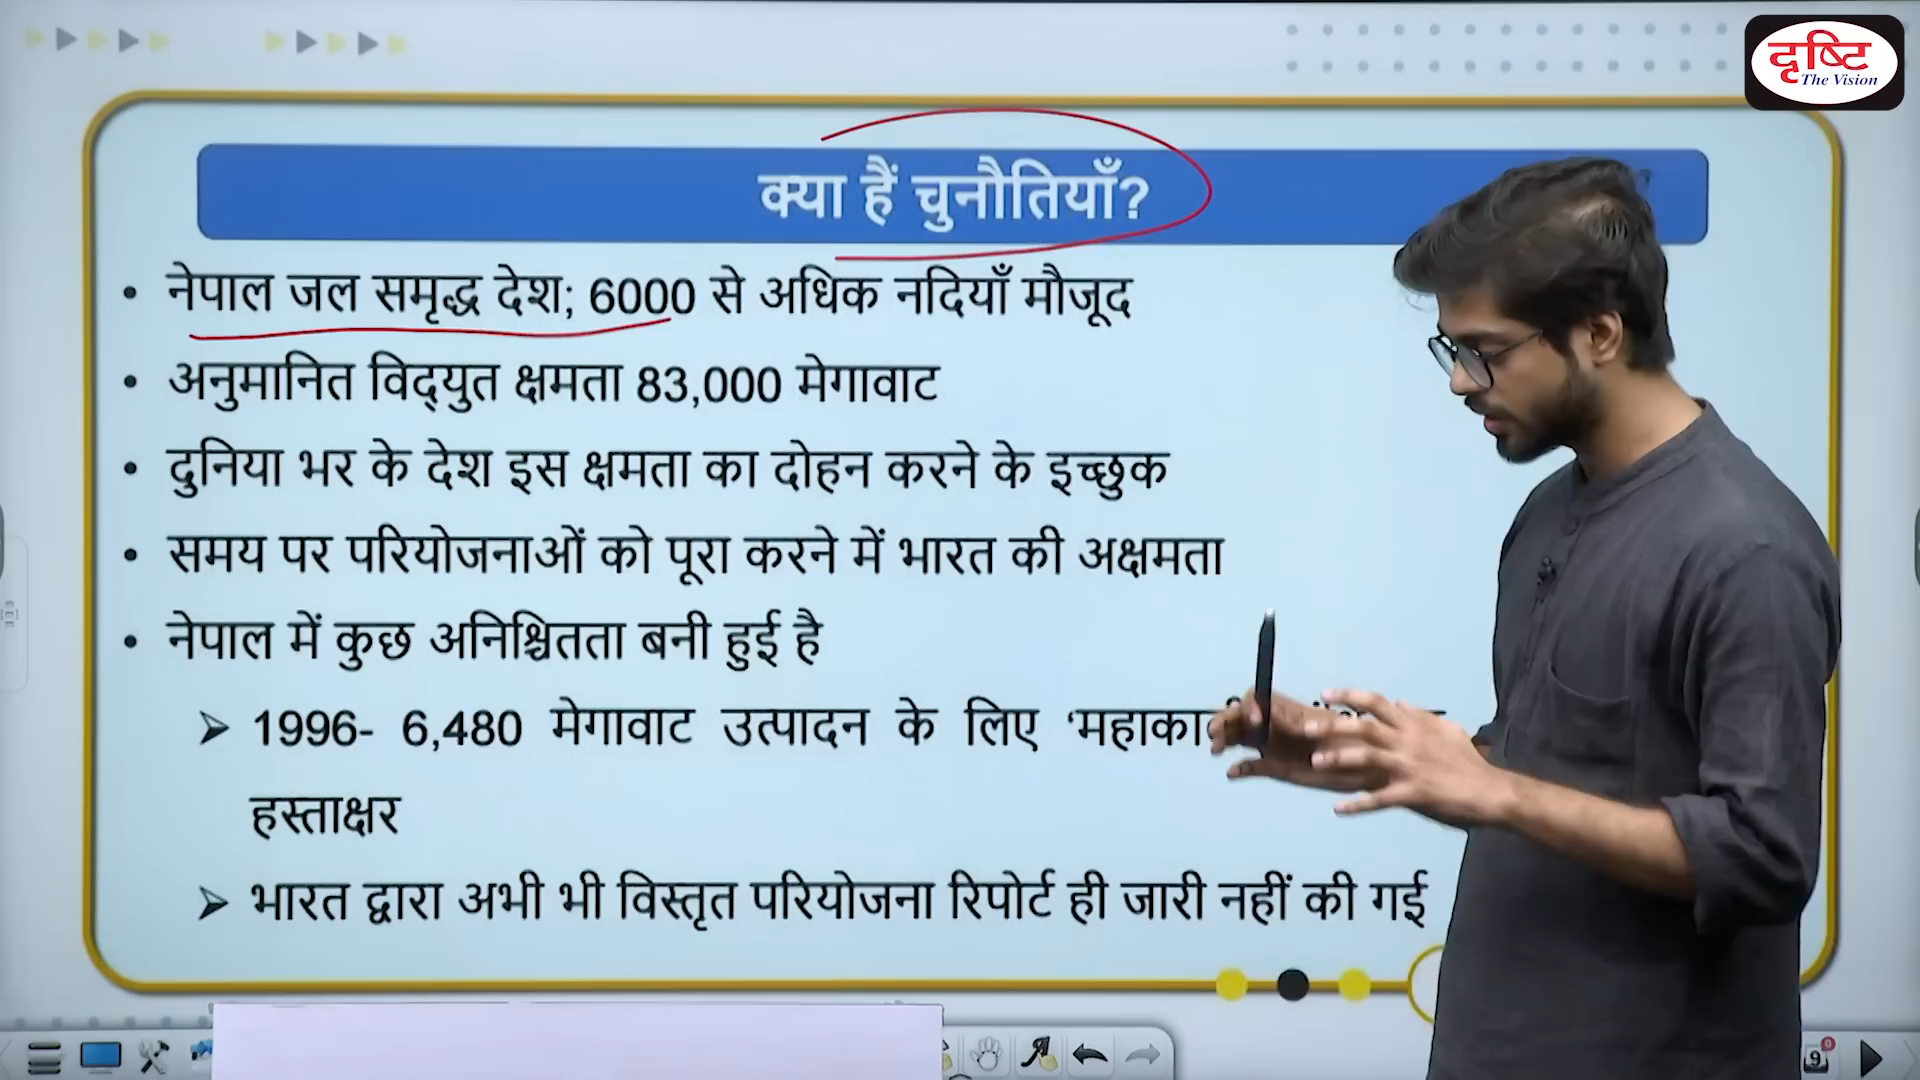 दृष्टि
The Vision
क्या हैं चुनौतियाँ?
• नेपाल जल समृद्ध देश; 6000 से अधिक नदियाँ मौजूद
• अनुमानित विद्युत क्षमता 83,000 मेगावाट
• दुनिया भर के देश इस क्षमता का दोहन करने के इच्छुक
• समय पर परियोजनाओं को पूरा करने में भारत की अक्षमता
• नेपाल में कुछ अनिश्चितता बनी हुई है
➢ 1996- 6,480 मेगावाट उत्पादन के लिए
हस्ताक्षर
➢ भारत द्वारा अभी भी विस्तृत परियोजना रिपोर्ट ही जारी नहीं की गई
9
0